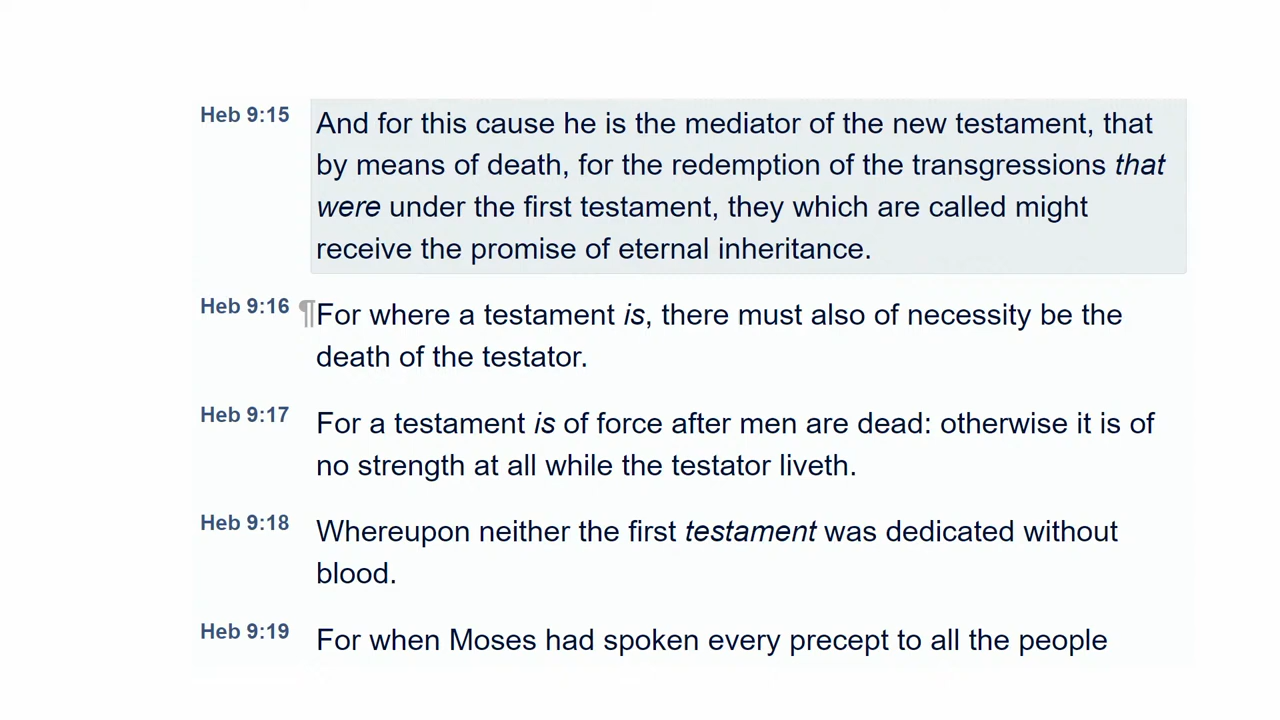 Heb 9:15 And for this cause he is the mediator of the new testament, that
by means of death, for the redemption of the transgressions that
were under the first testament, they which are called might
receive the promise of eternal inheritance.
Heb 9:16 ¶For where a testament is, there must also of necessity be the
death of the testator.
Heb 9:17 For a testament is of force after men are dead: otherwise it is of
no strength at all while the testator liveth.
Heb 9:18 Whereupon neither the first testament was dedicated without
blood.
Heb 9:19 For when Moses had spoken every precept to all the people